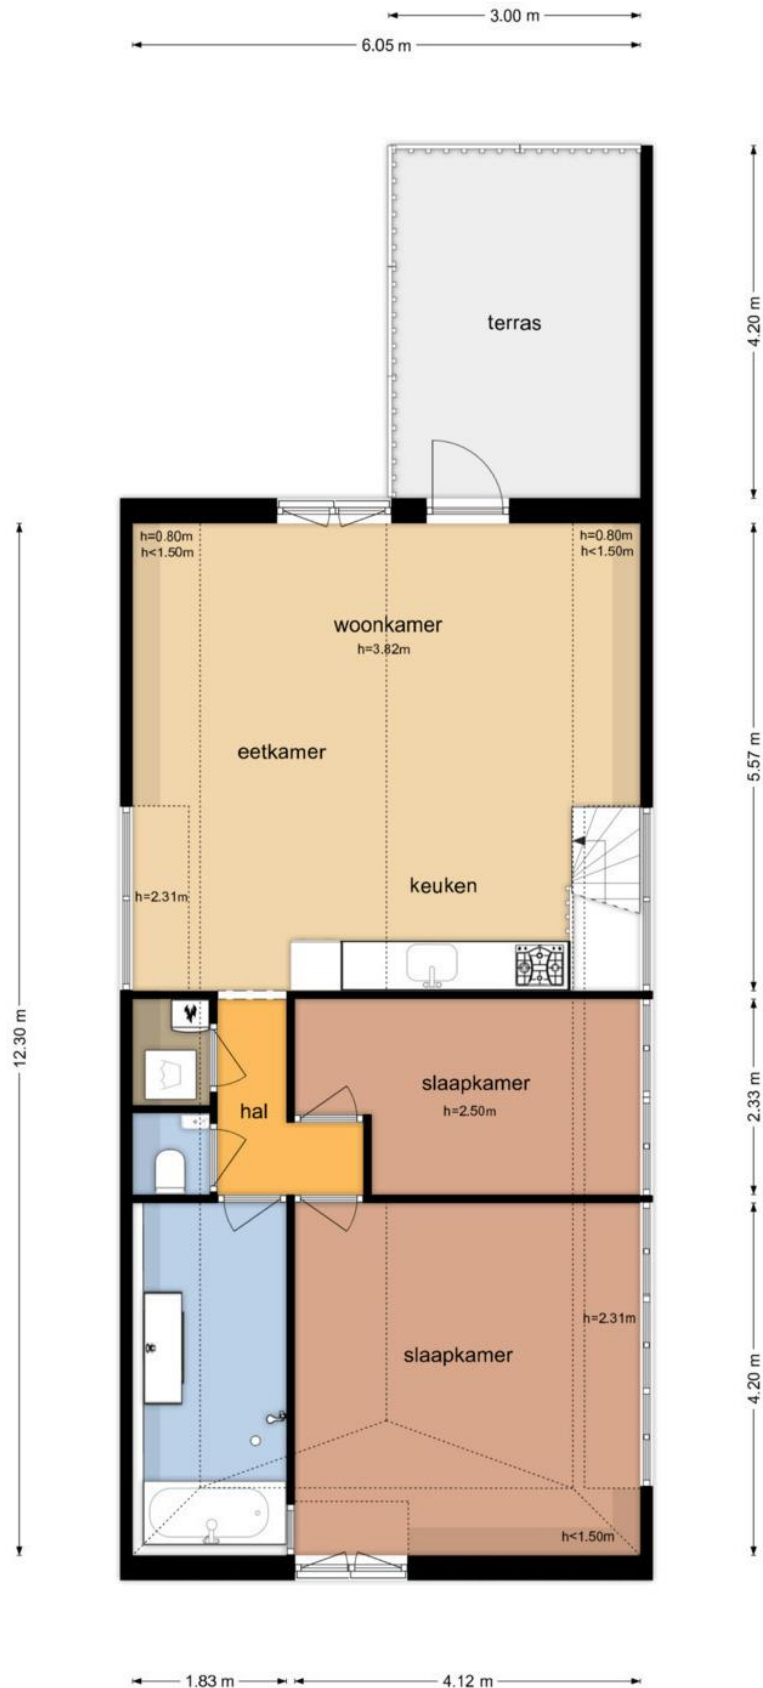 3.00 m
6.05 m
terras
4.20 m
h=0.80m
h<1.50m
h=0.80m
h<1.50m
woonkamer
h=3.82m
eetkamer
5.57 m
keuken
h=2.31m
12.30 m
slaapkamer
h=2.50m
hal
2.33 m
h=2.31m
slaapkamer
4.20 m
h<1.50m
1.83 m
4.12 m